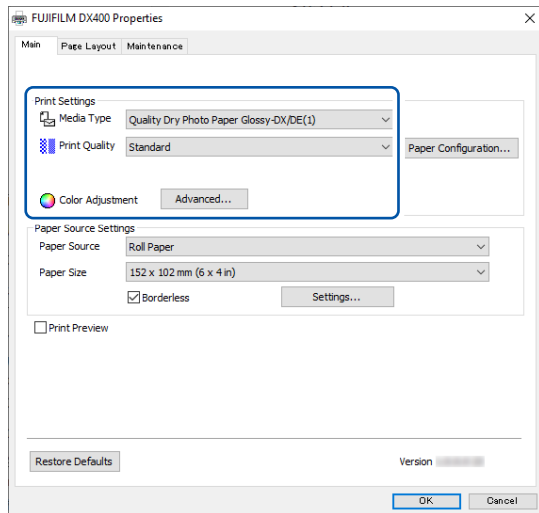 FUJIFILM DX400 Properties
Main Page Layout Maintenance
Print Settings
Media Type Quality Dry Photo Paper Glossy-DX/DE(1)
Print Quality Standard Paper Configuration...
Color Adjustment Advanced...
Paper Source Settings
Paper Source Roll Paper
Paper Size 152 x 102 mm (6 x 4 in)
Borderless Settings...
Print Preview
Restore Defaults Version
OK Cancel